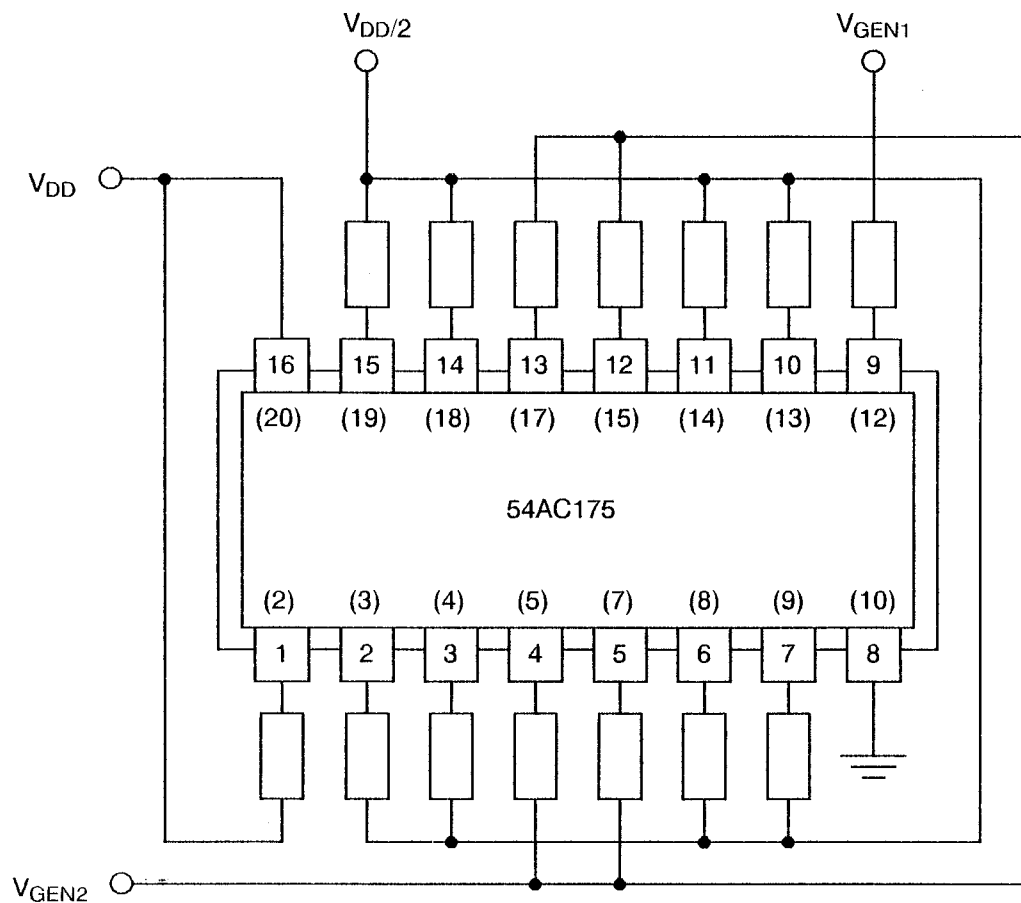 V_DD/2 V_GEN1
V_DD
16 15 14 13 12 11 10 9
(20) (19) (18) (17) (15) (14) (13) (12)
54AC175
(2) (3) (4) (5) (7) (8) (9) (10)
1 2 3 4 5 6 7 8
V_GEN2